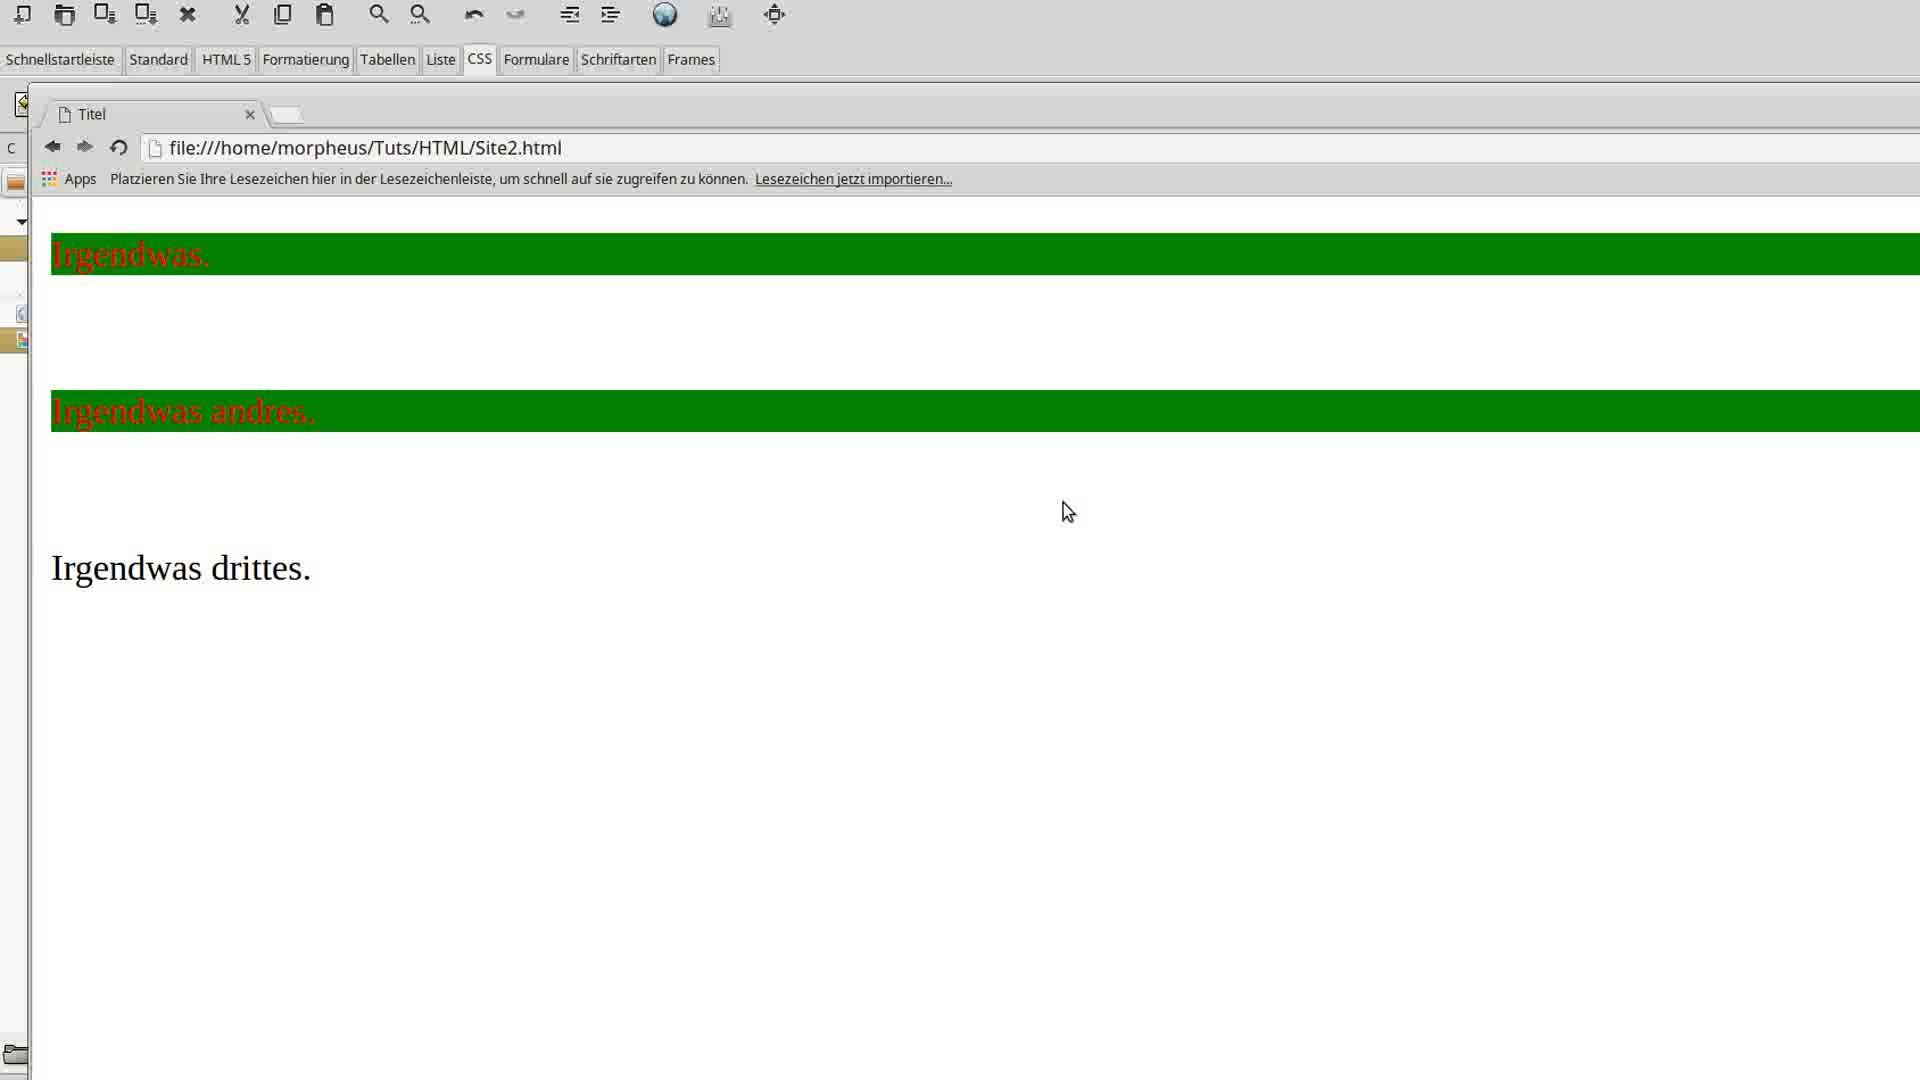 Schnellstartleiste Standard HTML 5 Formatierung Tabellen Liste CSS Formulare Schriftarten Frames
Titel
C
file:///home/morpheus/Tuts/HTML/Site2.html
Apps Platzieren Sie Ihre Lesezeichen hier in der Lesezeichenleiste, um schnell auf sie zugreifen zu können. Lesezeichen jetzt importieren...
Irgendwas.
Irgendwas andres.
Irgendwas drittes.